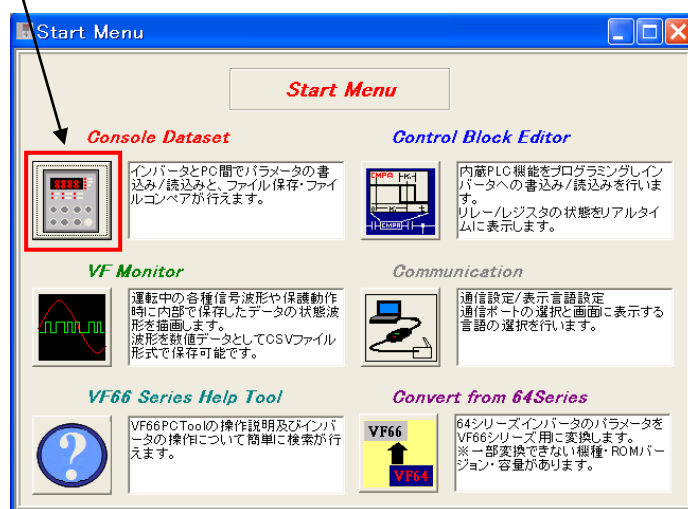 Start Menu
Start Menu
Console Dataset
Control Block Editor
8888
インバータとPC間でパラメータの書
込み/読込みと、ファイル保存・ファイ
ルコンペアが行えます。
CMPA
CMPA
内蔵PLC機能をプログラミングしイン
バータへの書込み/読込みを行いま
す。
リレー/レジスタの状態をリアルタイ
ムに表示します。
VF Monitor
Communication
運転中の各種信号波形や保護動作
時に内部で保存したデータの状態波
形を描画します。
波形を数値データとしてCSVファイル
形式で保存可能です。
通信設定/表示言語設定
通信ポートの選択と画面に表示する
言語の選択を行います。
VF66 Series Help Tool
Convert from 64Series
?
VF66PCToolの操作説明及びインバ
ータの操作について簡単に検索が行
えます。
VF66
VF64
64シリーズインバータのパラメータを
VF66シリーズ用に変換します。
※一部変換できない機種・ROMバー
ジョン・容量があります。